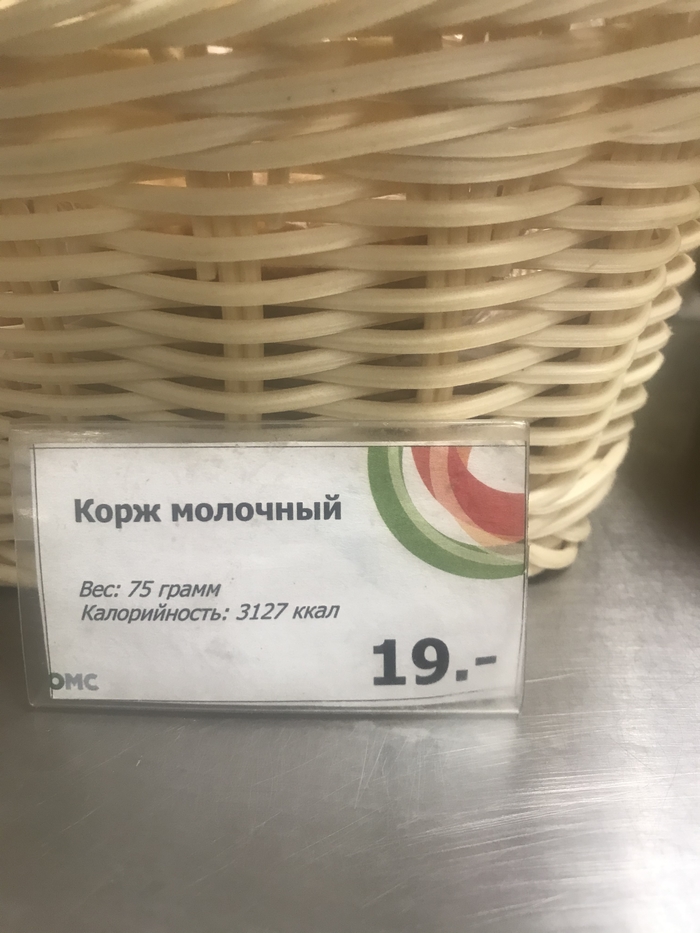 Корж молочный
Вес: 75 грамм
Калорийность: 3127 ккал
19.-
ОМС